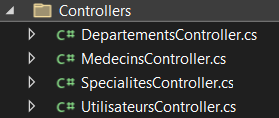 Controllers
C# DepartementsController.cs
C# MedecinsController.cs
C# SpecialitesController.cs
C# UtilisateursController.cs